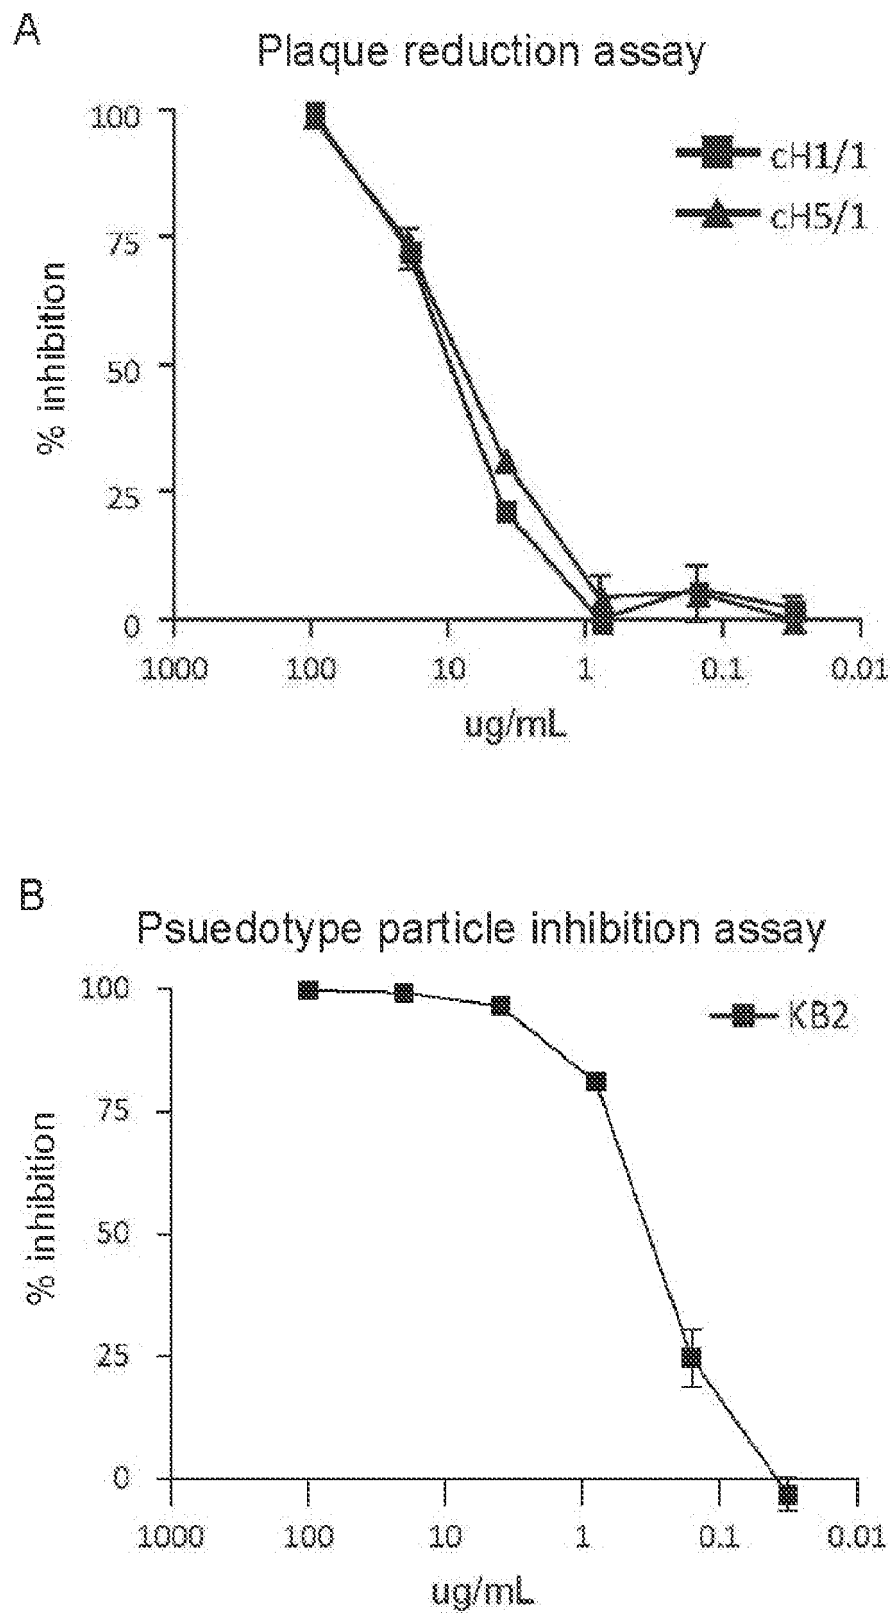 A
Plaque reduction assay
cH1/1
cH5/1
% inhibition
100
75
50
25
0
1000 100 10 1 0.1 0.01
ug/mL
B
Psuedotype particle inhibition assay
KB2
% inhibition
100
75
50
25
0
1000 100 10 1 0.1 0.01
ug/mL